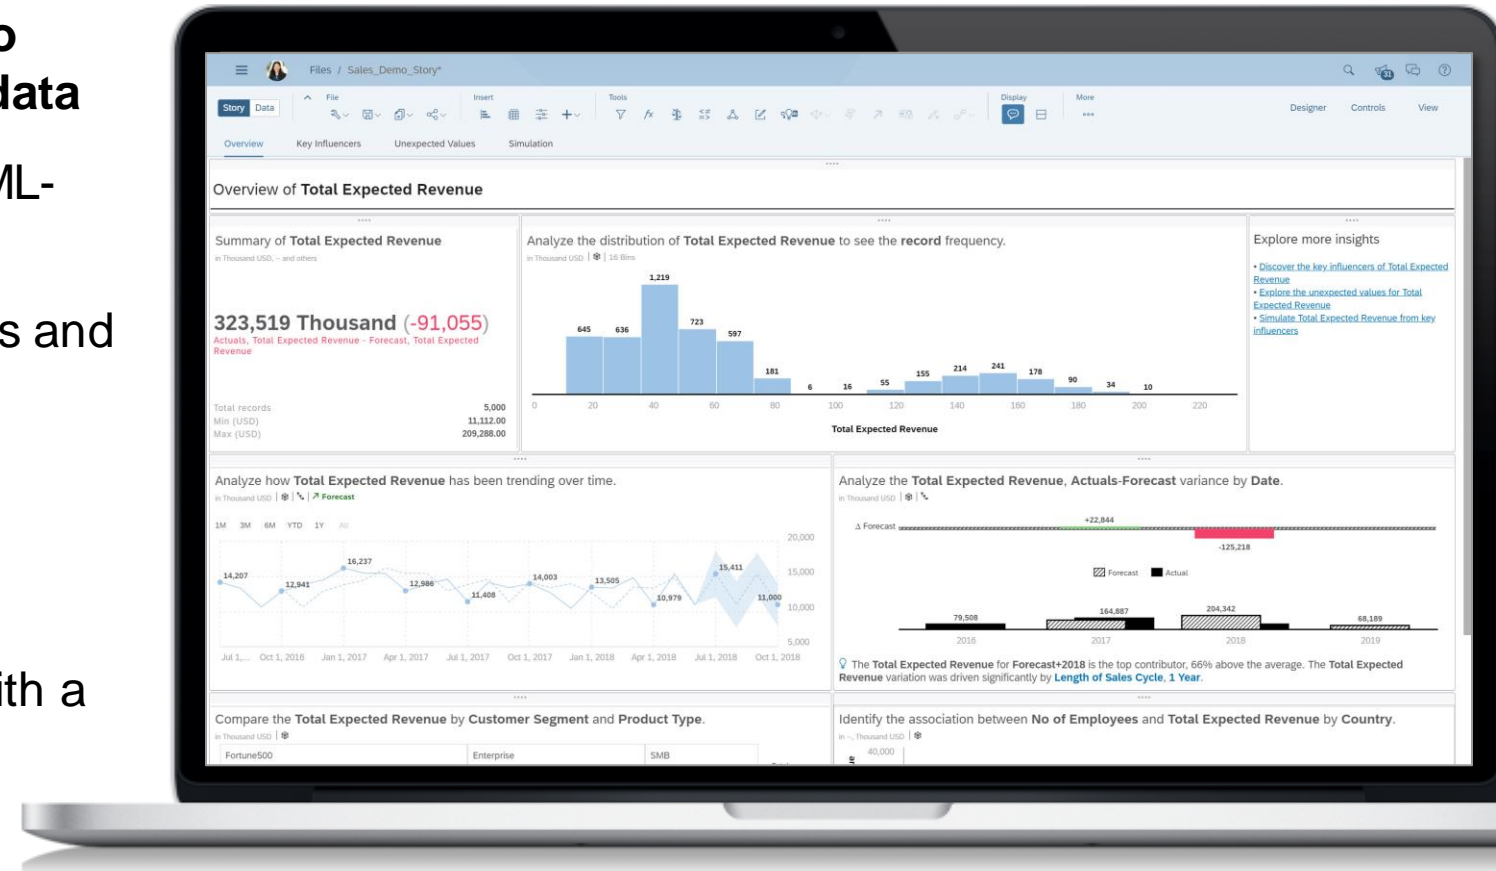 o
data
ML-
s and
ith a
Files / Sales_Demo_Story*
31
Story Data
File
Insert
Tools
Display
More
Designer Controls View
Overview Key Influencers Unexpected Values Simulation
Overview of Total Expected Revenue
Summary of Total Expected Revenue
in Thousand USD, – and others
323,519 Thousand (-91,055)
Actuals, Total Expected Revenue - Forecast, Total Expected
Revenue
Total records 5,000
Min (USD) 11,112.00
Max (USD) 209,288.00
Analyze the distribution of Total Expected Revenue to see the record frequency.
in Thousand USD | 16 Bins
645 636 1,219 723 597 181 6 16 55 155 214 241 178 90 34 10
0 20 40 60 80 100 120 140 160 180 200 220
Total Expected Revenue
Explore more insights
• Discover the key influencers of Total Expected
Revenue
• Explore the unexpected values for Total
Expected Revenue
• Simulate Total Expected Revenue from key
influencers
Analyze how Total Expected Revenue has been trending over time.
in Thousand USD | Forecast
1M 3M 6M YTD 1Y All
20,000
15,000
10,000
5,000
14,207 12,941 16,237 12,986 11,408 14,003 13,505 10,979 15,411 11,000
Jul 1,... Oct 1, 2016 Jan 1, 2017 Apr 1, 2017 Jul 1, 2017 Oct 1, 2017 Jan 1, 2018 Apr 1, 2018 Jul 1, 2018 Oct 1, 2018
Analyze the Total Expected Revenue, Actuals-Forecast variance by Date.
in Thousand USD
Δ Forecast
+22,844
-125,218
Forecast Actual
79,508 164,887 204,342 68,189
2016 2017 2018 2019
The Total Expected Revenue for Forecast+2018 is the top contributor, 66% above the average. The Total Expected
Revenue variation was driven significantly by Length of Sales Cycle, 1 Year.
Compare the Total Expected Revenue by Customer Segment and Product Type.
in Thousand USD
Fortune500 Enterprise SMB
Identify the association between No of Employees and Total Expected Revenue by Country.
in –, Thousand USD
40,000